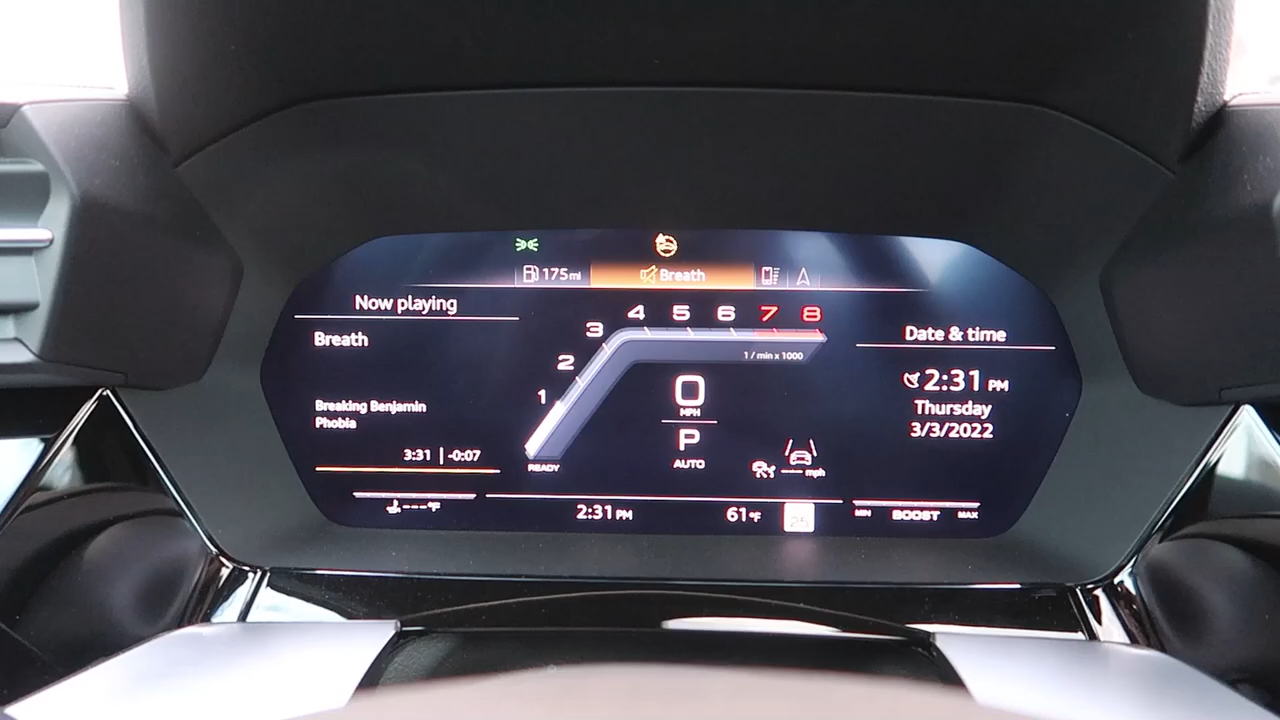 175mi
Breath
Now playing
Breath
Breaking Benjamin
Phobia
3:31 | -0:07
1 2 3 4 5 6 7 8
1 / min x 1000
0
MPH
P
AUTO
READY
mph
Date & time
2:31 PM
Thursday
3/3/2022
---°F
2:31 PM
61°F
25
MIN BOOST MAX